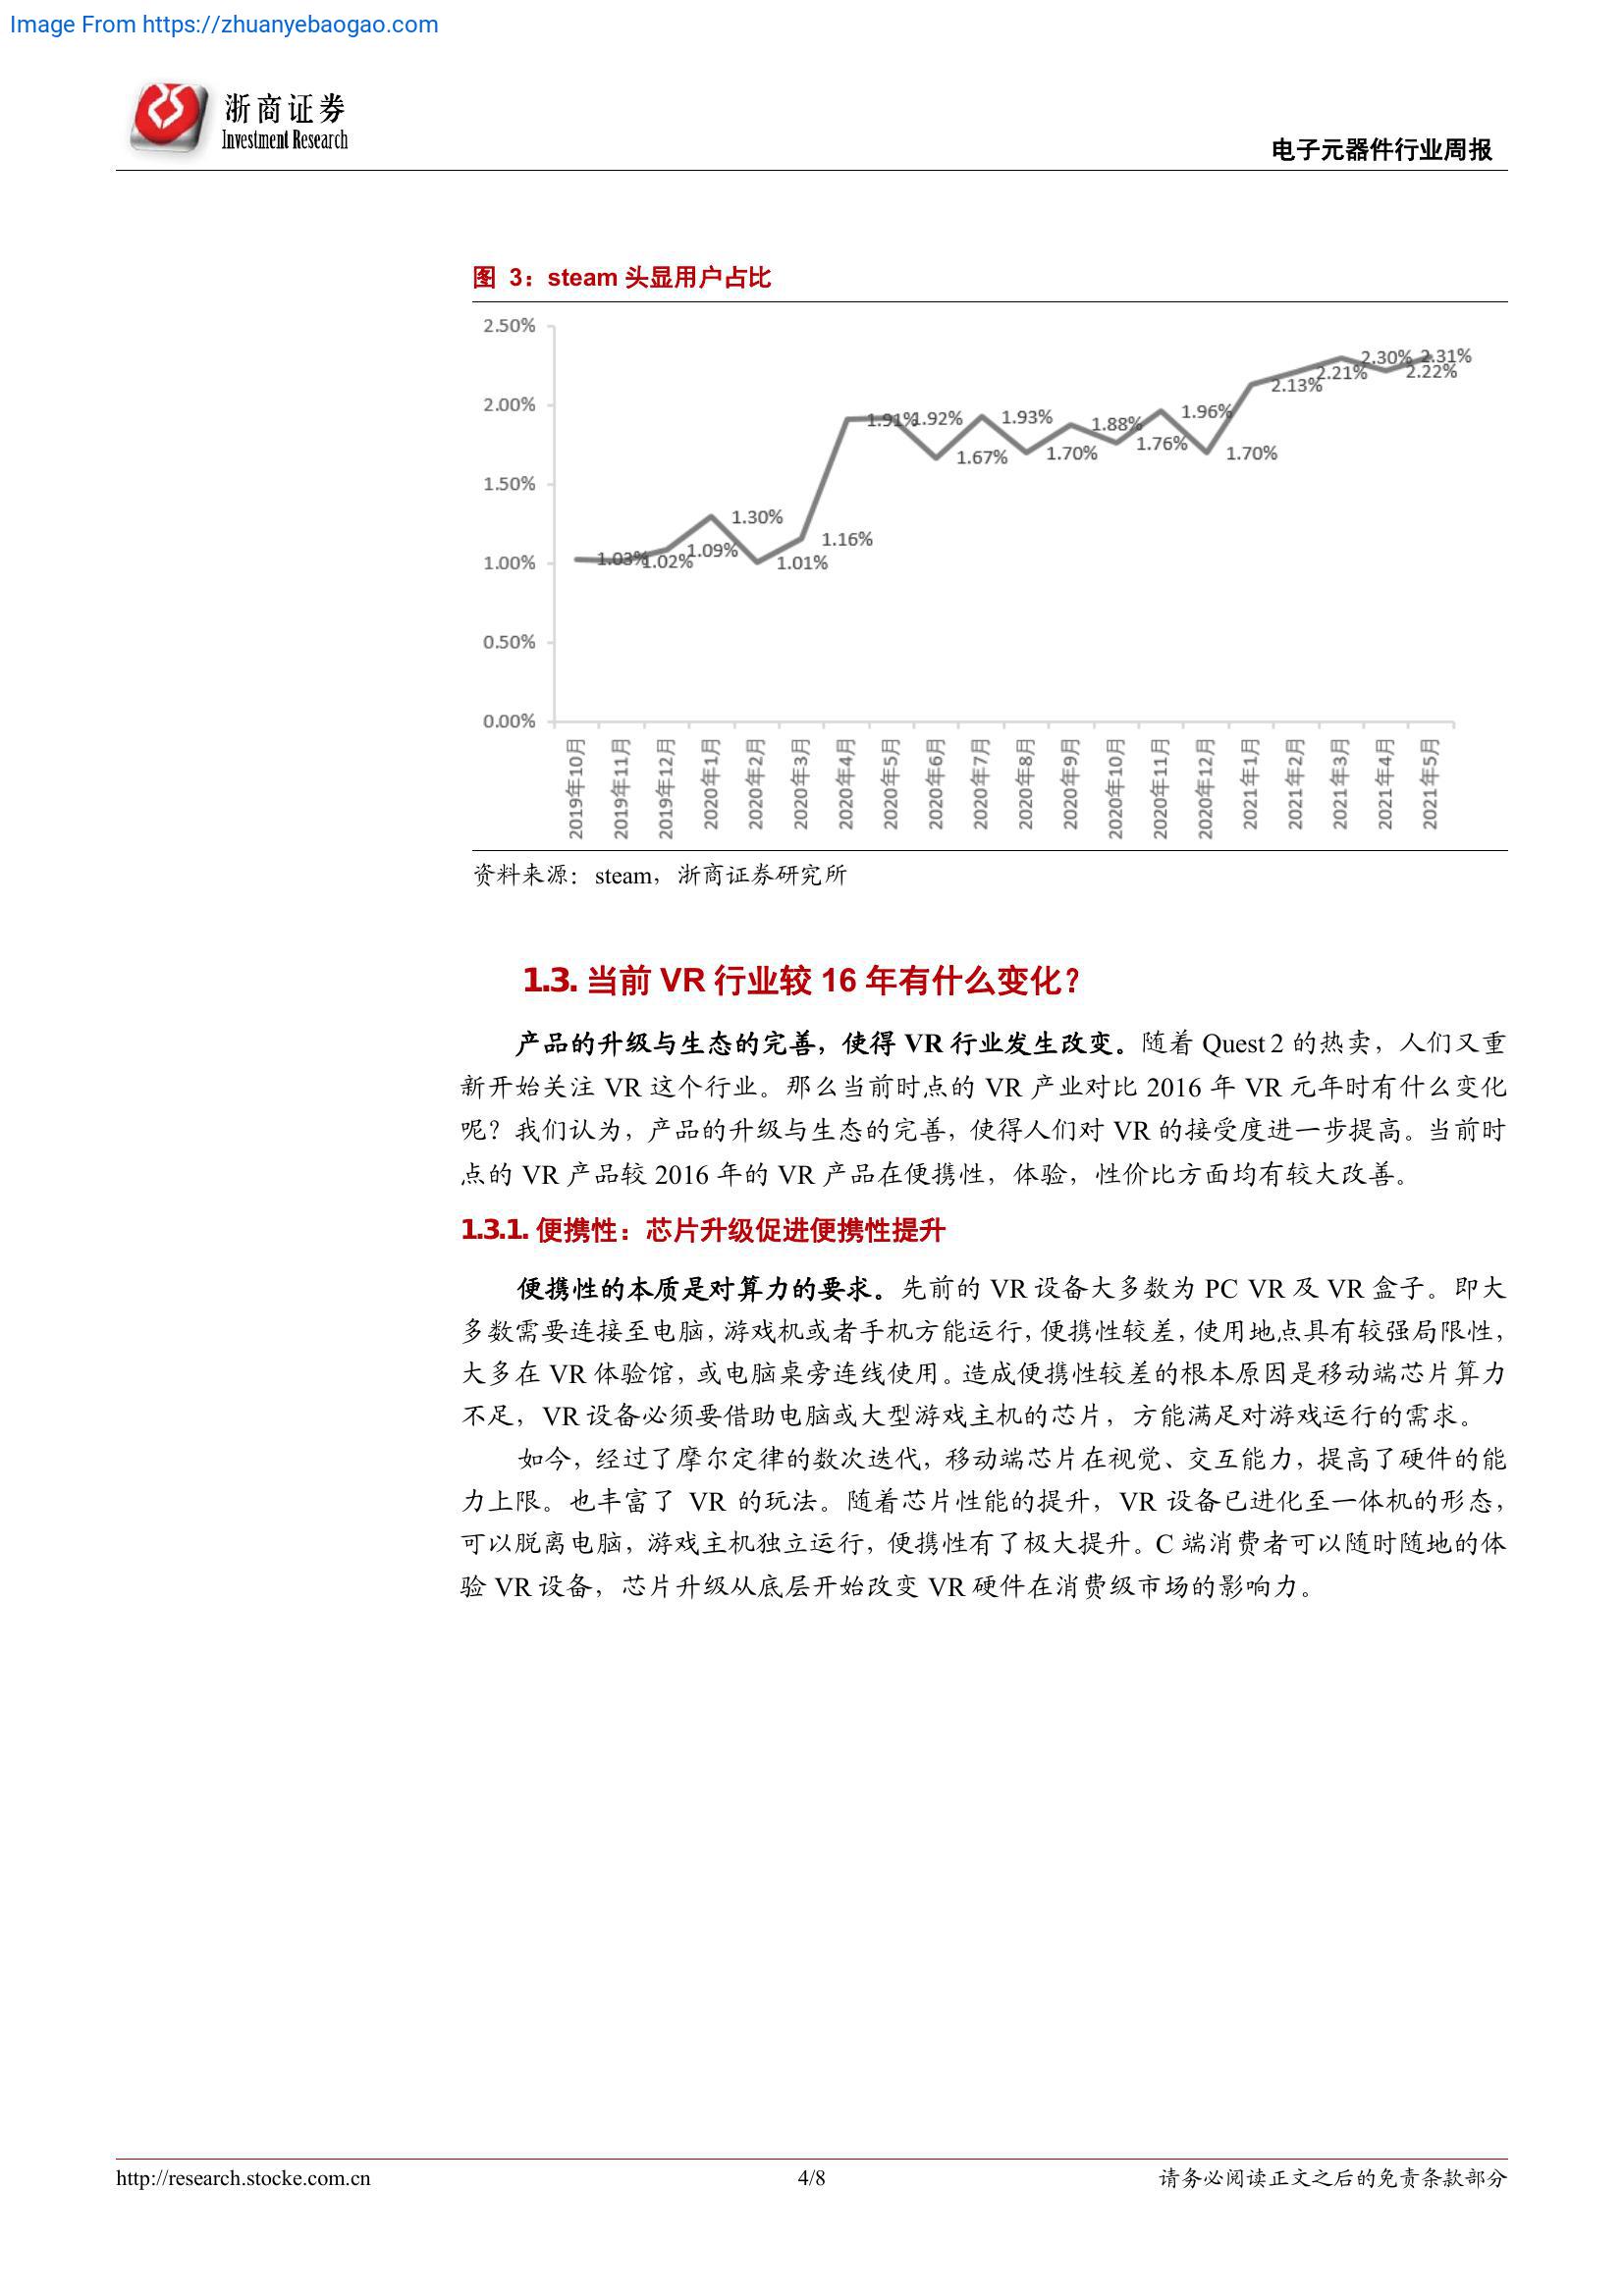 Image From https://zhuanyebaogao.com
浙商证券
Investment Research
电子元器件行业周报
图 3：steam 头显用户占比
2.50%
2.00%
1.50%
1.00%
0.50%
0.00%
1.03%
1.02%
1.09%
1.30%
1.01%
1.16%
1.91%
1.92%
1.67%
1.93%
1.70%
1.88%
1.76%
1.96%
1.70%
2.13%
2.21%
2.30%
2.22%
2.31%
2019年10月
2019年11月
2019年12月
2020年1月
2020年2月
2020年3月
2020年4月
2020年5月
2020年6月
2020年7月
2020年8月
2020年9月
2020年10月
2020年11月
2020年12月
2021年1月
2021年2月
2021年3月
2021年4月
2021年5月
资料来源：steam，浙商证券研究所
1.3. 当前 VR 行业较 16 年有什么变化？
产品的升级与生态的完善，使得 VR 行业发生改变。随着 Quest 2 的热卖，人们又重
新开始关注 VR 这个行业。那么当前时点的 VR 产业对比 2016 年 VR 元年时有什么变化
呢？我们认为，产品的升级与生态的完善，使得人们对 VR 的接受度进一步提高。当前时
点的 VR 产品较 2016 年的 VR 产品在便携性，体验，性价比方面均有较大改善。
1.3.1. 便携性：芯片升级促进便携性提升
便携性的本质是对算力的要求。先前的 VR 设备大多数为 PC VR 及 VR 盒子。即大
多数需要连接至电脑，游戏机或者手机方能运行，便携性较差，使用地点具有较强局限性，
大多在 VR 体验馆，或电脑桌旁连线使用。造成便携性较差的根本原因是移动端芯片算力
不足，VR 设备必须要借助电脑或大型游戏主机的芯片，方能满足对游戏运行的需求。
如今，经过了摩尔定律的数次迭代，移动端芯片在视觉、交互能力，提高了硬件的能
力上限。也丰富了 VR 的玩法。随着芯片性能的提升，VR 设备已进化至一体机的形态，
可以脱离电脑，游戏主机独立运行，便携性有了极大提升。C 端消费者可以随时随地的体
验 VR 设备，芯片升级从底层开始改变 VR 硬件在消费级市场的影响力。
http://research.stocke.com.cn
4/8
请务必阅读正文之后的免责条款部分